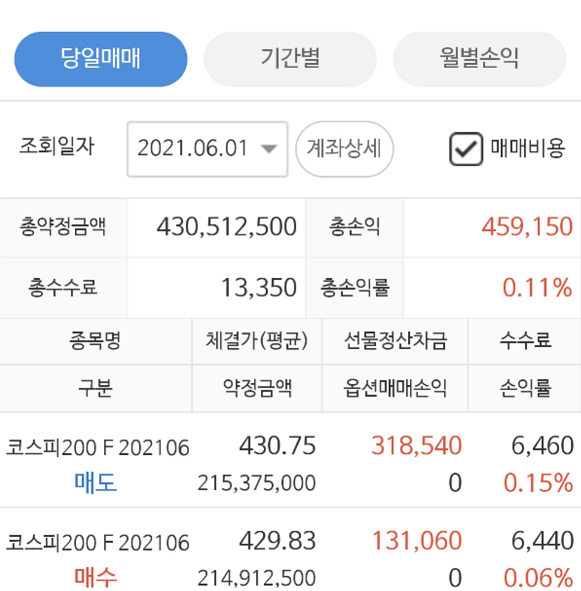 당일매매 기간별 월별손익
조회일자 2021.06.01 계좌상세 매매비용
총약정금액 430,512,500 총손익 459,150
총수수료 13,350 총손익률 0.11%
종목명 체결가(평균) 선물정산차금 수수료
구분 약정금액 옵션매매손익 손익률
코스피200 F 202106 430.75 318,540 6,460
매도 215,375,000 0 0.15%
코스피200 F 202106 429.83 131,060 6,440
매수 214,912,500 0 0.06%